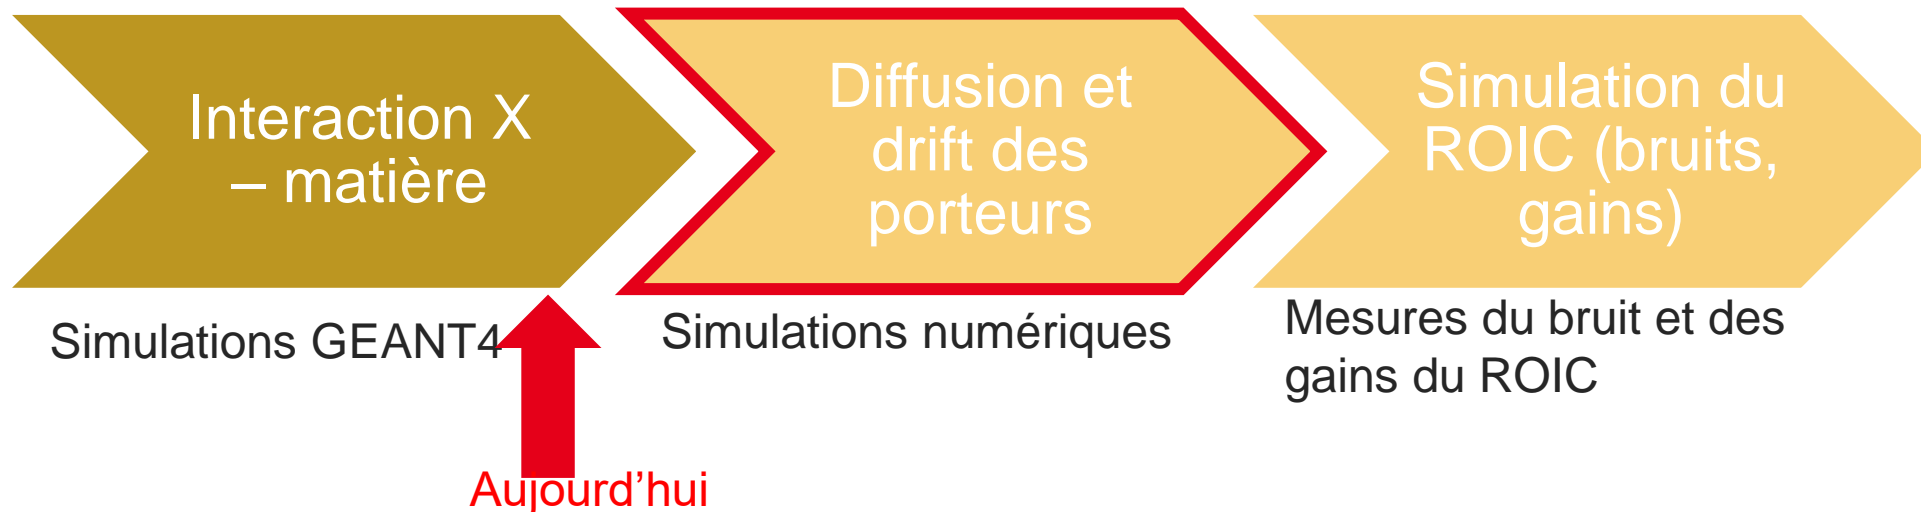 Interaction X
– matière
Diffusion et
drift des
porteurs
Simulation du
ROIC (bruits,
gains)
Simulations GEANT4
Simulations numériques
Mesures du bruit et des
gains du ROIC
Aujourd’hui